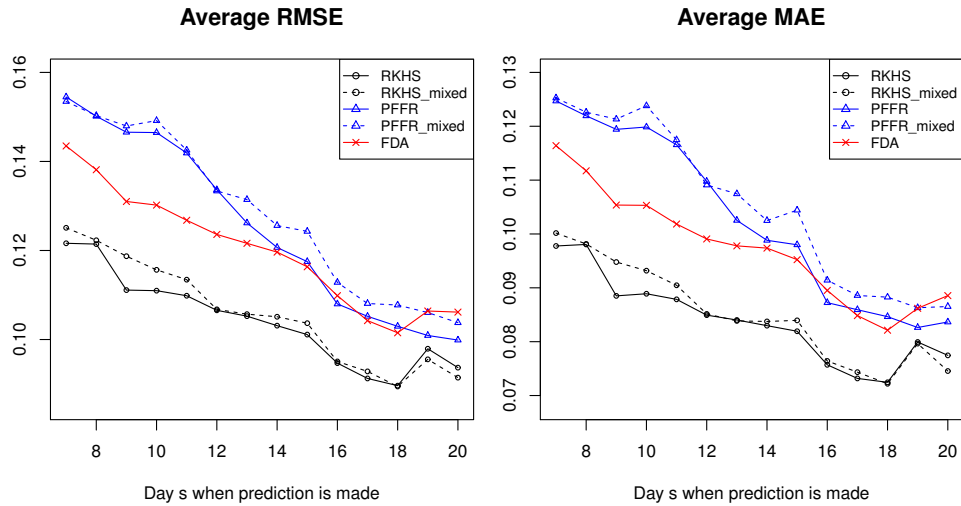 Average RMSE
0.16
0.14
0.12
0.10
RKHS
RKHS_mixed
PFFR
PFFR_mixed
FDA
8 10 12 14 16 18 20
Day s when prediction is made
Average MAE
0.13
0.12
0.11
0.10
0.09
0.08
0.07
RKHS
RKHS_mixed
PFFR
PFFR_mixed
FDA
8 10 12 14 16 18 20
Day s when prediction is made